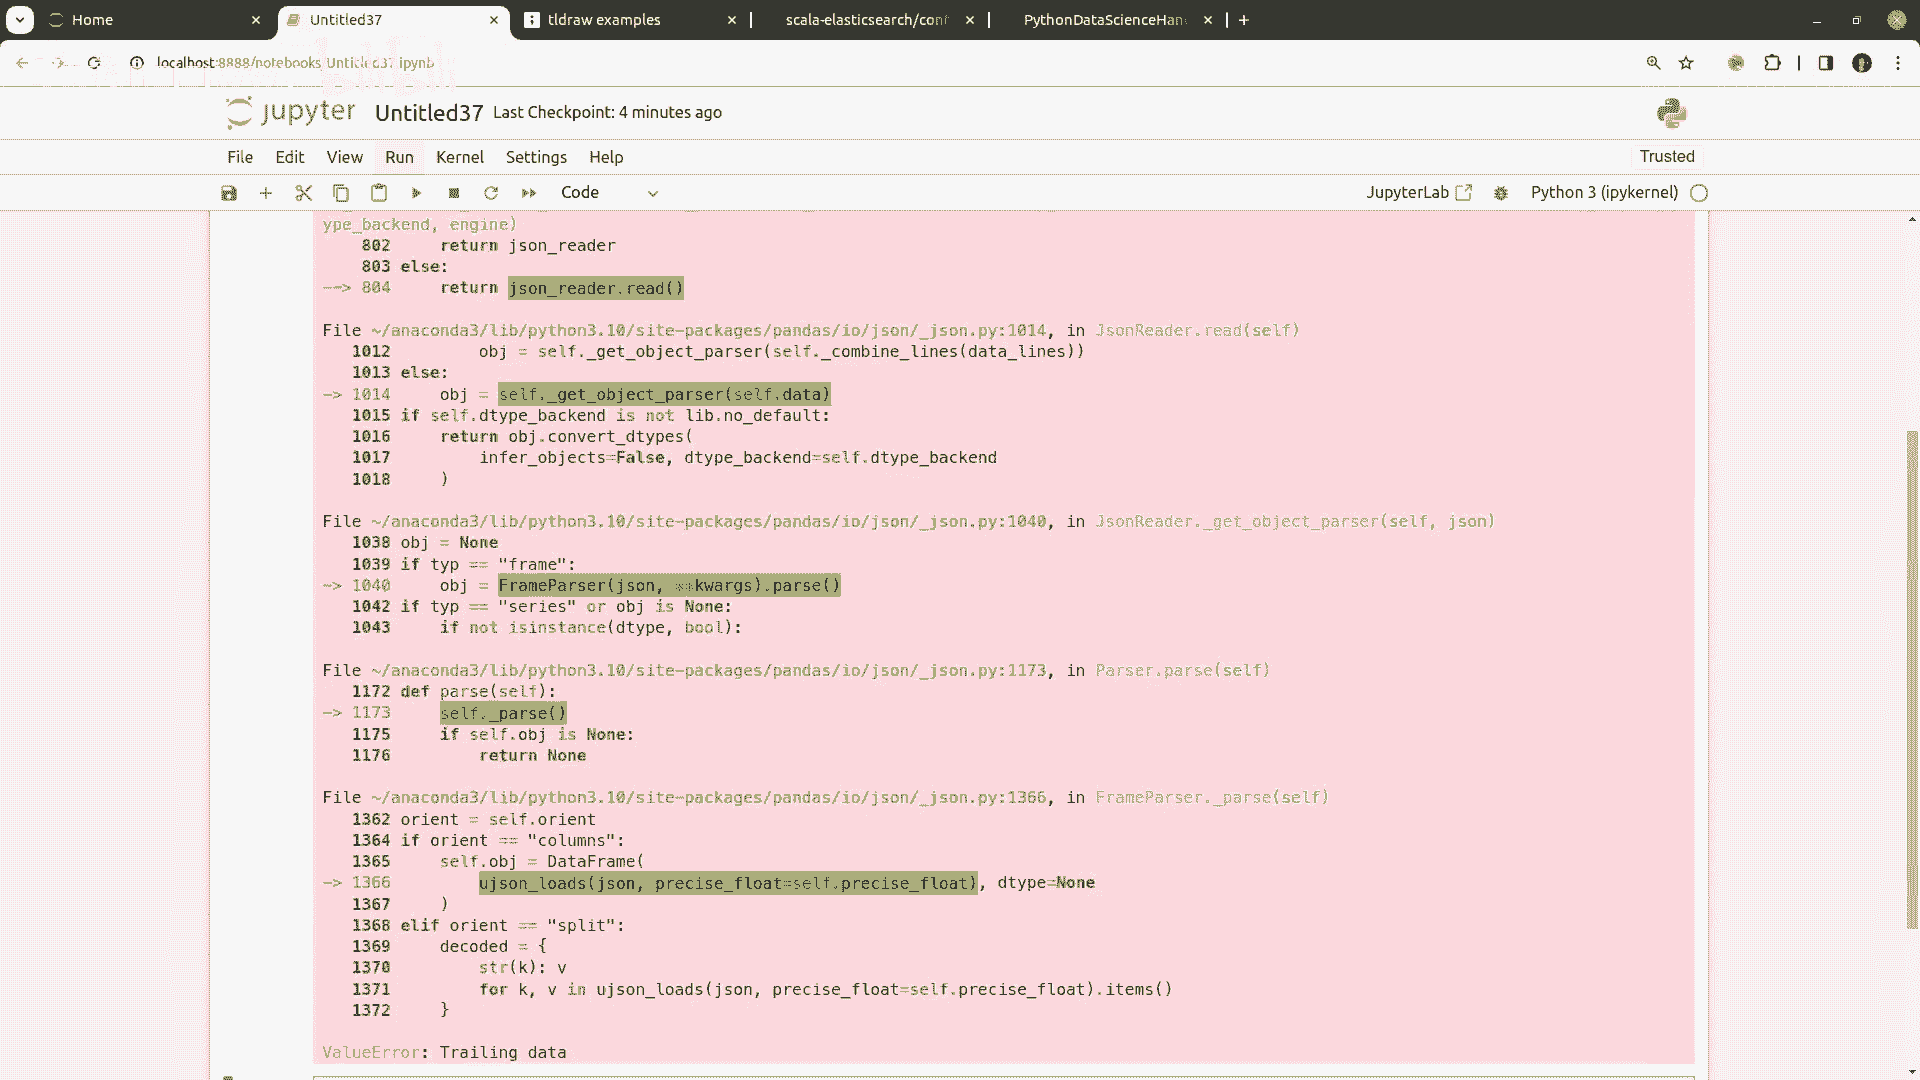 Home
Untitled37
tldraw examples
scala-elasticsearch/conf
PythonDataScienceHan
localhost:8888/notebooks/Untitled37.ipynb
jupyter Untitled37 Last Checkpoint: 4 minutes ago
File Edit View Run Kernel Settings Help
Trusted
Code
JupyterLab
Python 3 (ipykernel)
ype_backend, engine)
802     return json_reader
803 else:
--> 804     return json_reader.read()
File ~/anaconda3/lib/python3.10/site-packages/pandas/io/json/_json.py:1014, in JsonReader.read(self)
1012         obj = self._get_object_parser(self._combine_lines(data_lines))
1013 else:
-> 1014     obj = self._get_object_parser(self.data)
1015 if self.dtype_backend is not lib.no_default:
1016     return obj.convert_dtypes(
1017         infer_objects=False, dtype_backend=self.dtype_backend
1018     )
File ~/anaconda3/lib/python3.10/site-packages/pandas/io/json/_json.py:1040, in JsonReader._get_object_parser(self, json)
1038 obj = None
1039 if typ == "frame":
-> 1040     obj = FrameParser(json, **kwargs).parse()
1042 if typ == "series" or obj is None:
1043     if not isinstance(dtype, bool):
File ~/anaconda3/lib/python3.10/site-packages/pandas/io/json/_json.py:1173, in Parser.parse(self)
1172 def parse(self):
-> 1173     self._parse()
1175     if self.obj is None:
1176         return None
File ~/anaconda3/lib/python3.10/site-packages/pandas/io/json/_json.py:1366, in FrameParser._parse(self)
1362 orient = self.orient
1364 if orient == "columns":
1365     self.obj = DataFrame(
-> 1366         ujson_loads(json, precise_float=self.precise_float), dtype=None
1367     )
1368 elif orient == "split":
1369     decoded = {
1370         str(k): v
1371         for k, v in ujson_loads(json, precise_float=self.precise_float).items()
1372     }
ValueError: Trailing data